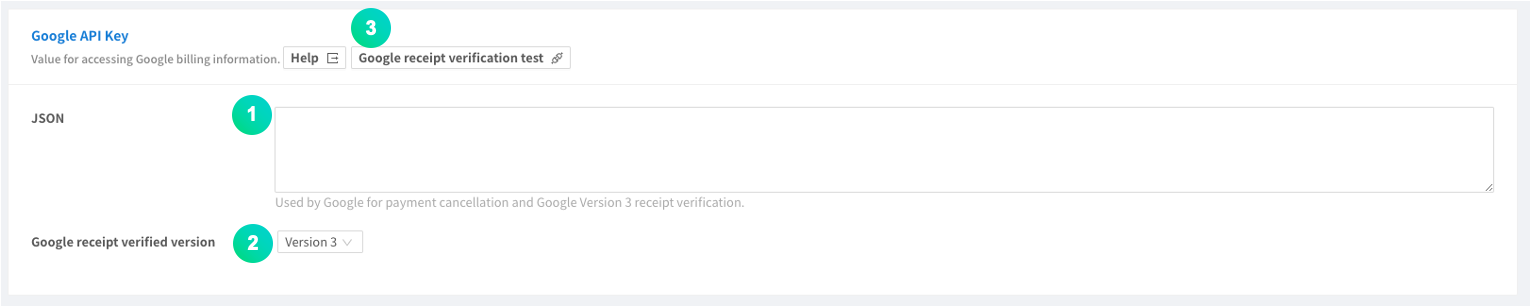 3
Google API Key
Value for accessing Google billing information. Help Google receipt verification test
JSON 1
Used by Google for payment cancellation and Google Version 3 receipt verification.
Google receipt verified version 2 Version 3